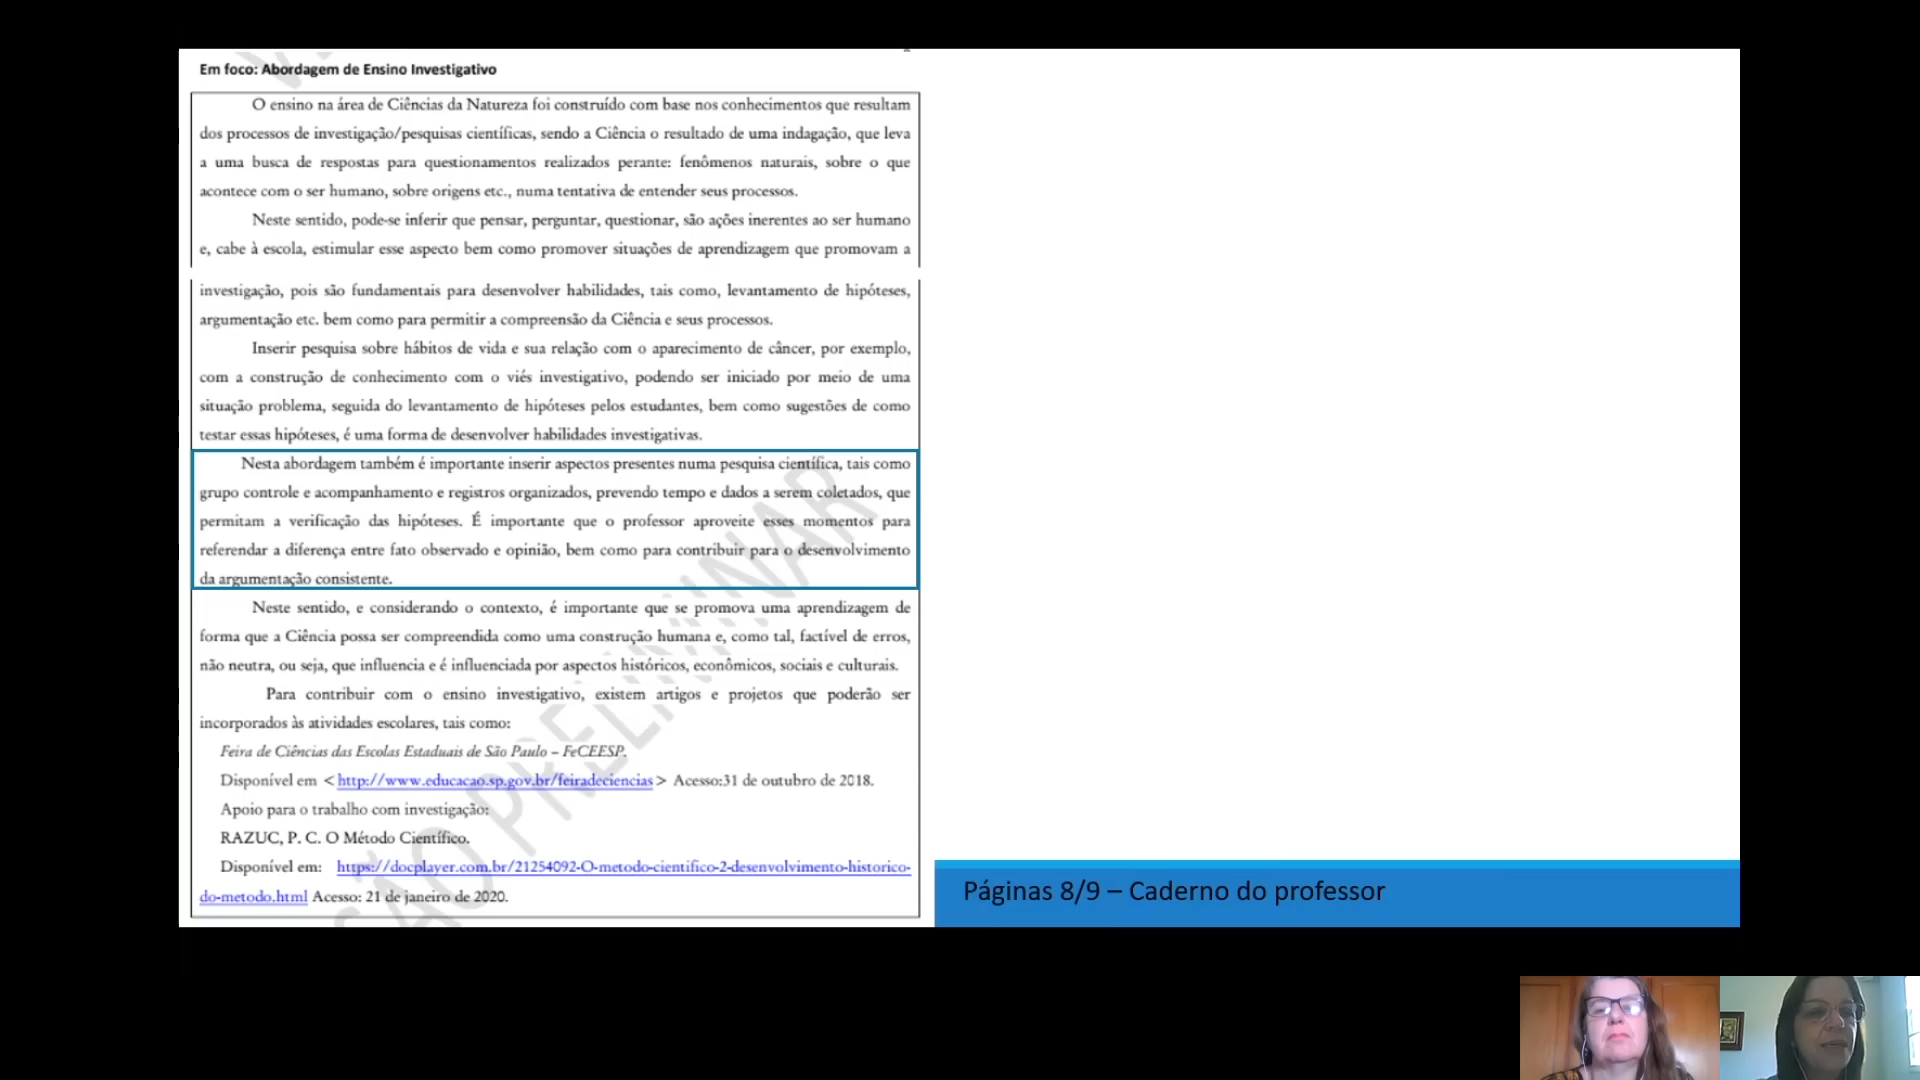 Em foco: Abordagem de Ensino Investigativo
O ensino na área de Ciências da Natureza foi construído com base nos conhecimentos que resultam
dos processos de investigação/pesquisas científicas, sendo a Ciência o resultado de uma indagação, que leva
a uma busca de respostas para questionamentos realizados perante: fenômenos naturais, sobre o que
acontece com o ser humano, sobre origens etc., numa tentativa de entender seus processos.
Neste sentido, pode-se inferir que pensar, perguntar, questionar, são ações inerentes ao ser humano
e, cabe à escola, estimular esse aspecto bem como promover situações de aprendizagem que promovam a
investigação, pois são fundamentais para desenvolver habilidades, tais como, levantamento de hipóteses,
argumentação etc. bem como para permitir a compreensão da Ciência e seus processos.
Inserir pesquisa sobre hábitos de vida e sua relação com o aparecimento de câncer, por exemplo,
com a construção de conhecimento com o viés investigativo, podendo ser iniciado por meio de uma
situação problema, seguida do levantamento de hipóteses pelos estudantes, bem como sugestões de como
testar essas hipóteses, é uma forma de desenvolver habilidades investigativas.
Nesta abordagem também é importante inserir aspectos presentes numa pesquisa científica, tais como
grupo controle e acompanhamento e registros organizados, prevendo tempo e dados a serem coletados, que
permitam a verificação das hipóteses. É importante que o professor aproveite esses momentos para
referendar a diferença entre fato observado e opinião, bem como para contribuir para o desenvolvimento
da argumentação consistente.
Neste sentido, e considerando o contexto, é importante que se promova uma aprendizagem de
forma que a Ciência possa ser compreendida como uma construção humana e, como tal, factível de erros,
não neutra, ou seja, que influencia e é influenciada por aspectos históricos, econômicos, sociais e culturais.
Para contribuir com o ensino investigativo, existem artigos e projetos que poderão ser
incorporados às atividades escolares, tais como:
Feira de Ciências das Escolas Estaduais de São Paulo – FeCEESP.
Disponível em <http://www.educacao.sp.gov.br/feiradeciencias> Acesso:31 de outubro de 2018.
Apoio para o trabalho com investigação:
RAZUC, P. C. O Método Científico.
Disponível em: https://docplayer.com.br/21254092-O-metodo-cientifico-2-desenvolvimento-historico-
do-metodo.html Acesso: 21 de janeiro de 2020.
SÃO PRELIMINAR
Páginas 8/9 – Caderno do professor